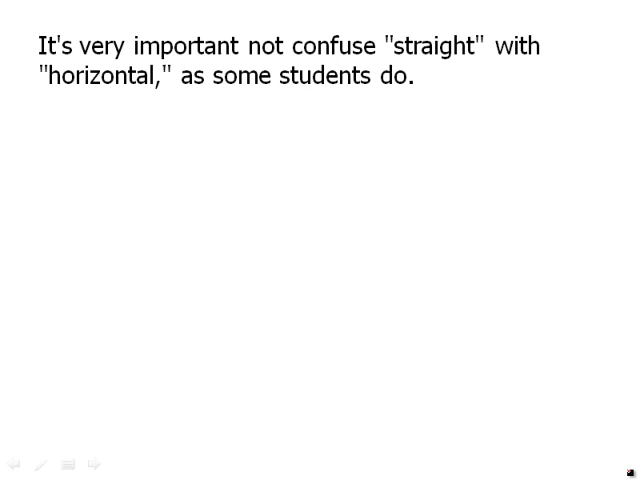 It's very important not confuse "straight" with
"horizontal," as some students do.